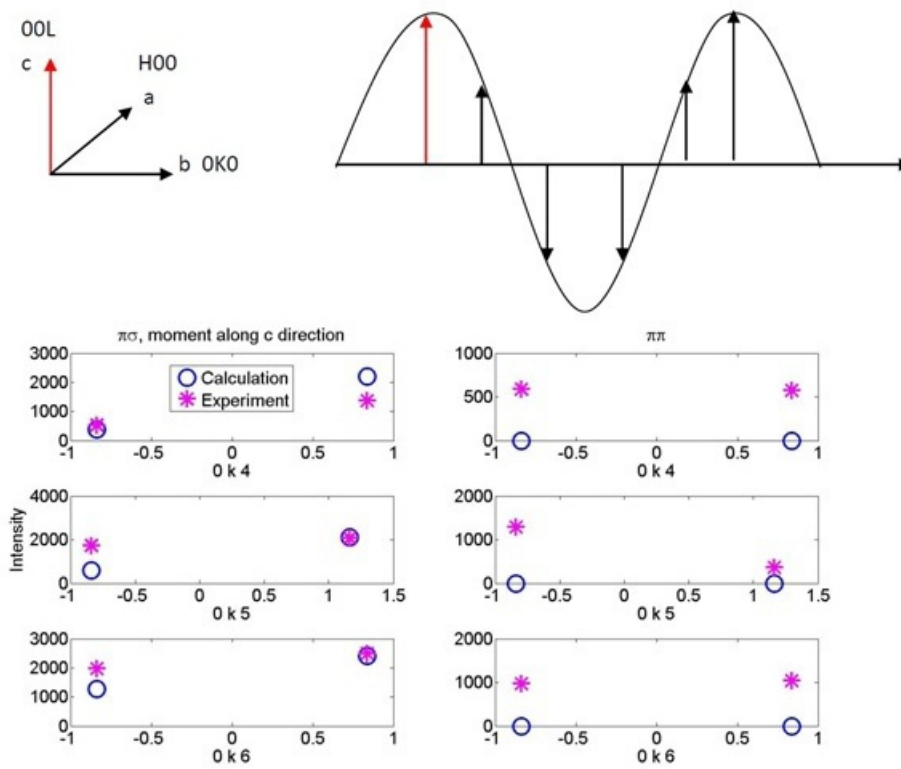 00L
c
H00
a
b 0K0
πσ, moment along c direction
ππ
3000
2000
1000
0
Calculation
Experiment
-1 -0.5 0 0.5 1
0 k 4
1000
500
0
-1 -0.5 0 0.5 1
0 k 4
Intensity
4000
2000
0
-1 -0.5 0 0.5 1 1.5
0 k 5
2000
1000
0
-1 -0.5 0 0.5 1 1.5
0 k 5
3000
2000
1000
0
-1 -0.5 0 0.5 1
0 k 6
2000
1000
0
-1 -0.5 0 0.5 1
0 k 6